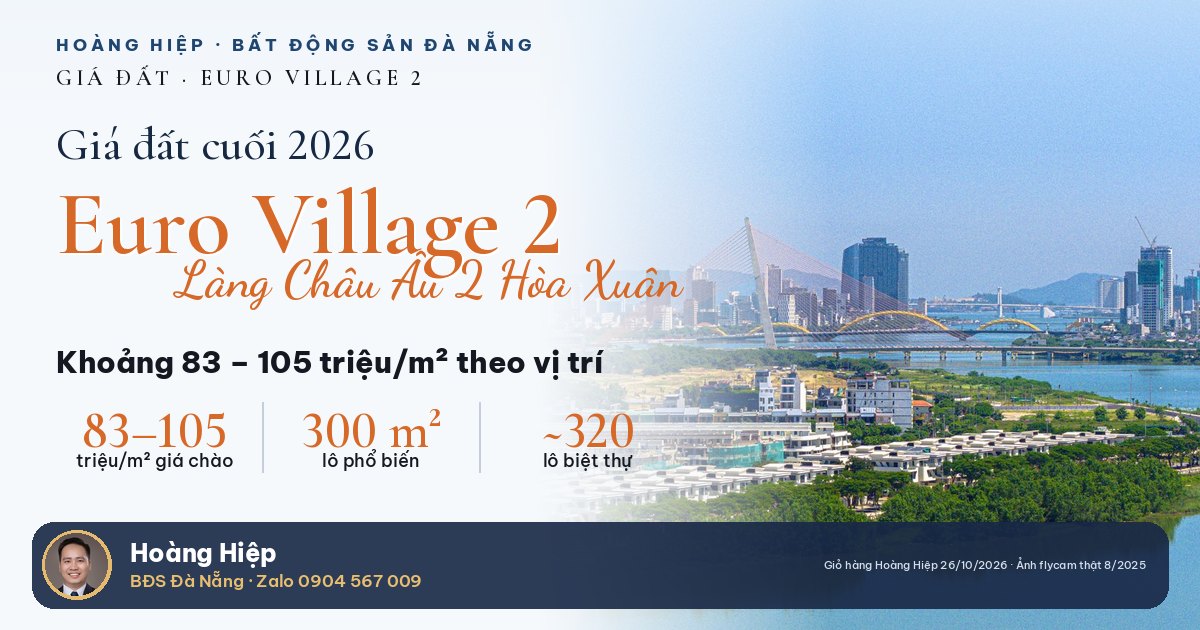 HOÀNG HIỆP · BẤT ĐỘNG SẢN ĐÀ NẴNG
GIÁ ĐẤT · EURO VILLAGE 2
Giá đất cuối 2026
Euro Village 2
Làng Châu Âu 2 Hòa Xuân
Khoảng 83 – 105 triệu/m² theo vị trí
83–105
triệu/m² giá chào
300 m²
lô phổ biến
~320
lô biệt thự
Hoàng Hiệp
BĐS Đà Nẵng · Zalo 0904 567 009
Giỏ hàng Hoàng Hiệp 26/10/2026 · Ảnh flycam thật 8/2025